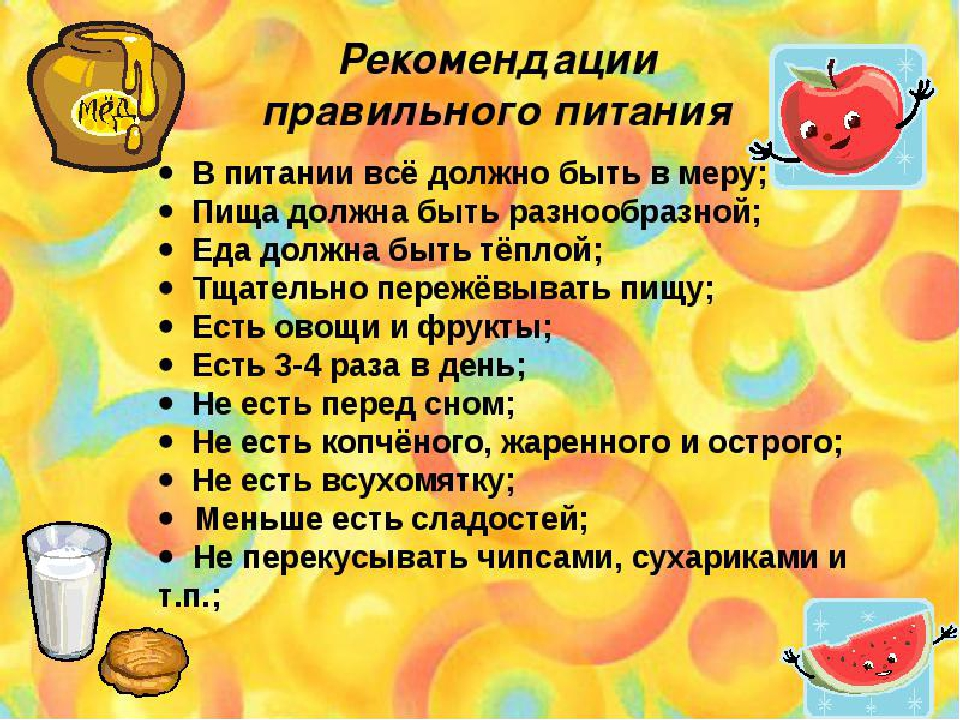 Рекомендации
правильного питания
Мёд
• В питании всё должно быть в меру;
• Пища должна быть разнообразной;
• Еда должна быть тёплой;
• Тщательно пережёвывать пищу;
• Есть овощи и фрукты;
• Есть 3-4 раза в день;
• Не есть перед сном;
• Не есть копчёного, жаренного и острого;
• Не есть всухомятку;
• Меньше есть сладостей;
• Не перекусывать чипсами, сухариками и
т.п.;